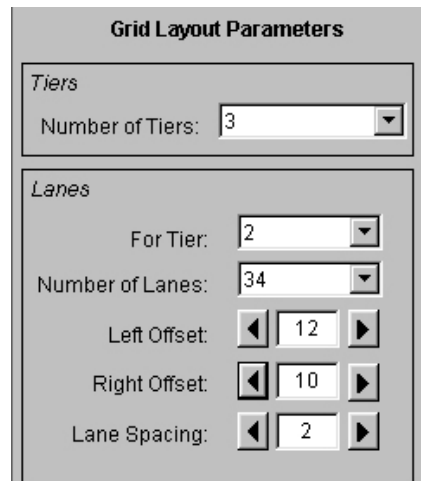 Grid Layout Parameters
Tiers
Number of Tiers: 3
Lanes
For Tier: 2
Number of Lanes: 34
Left Offset: 12
Right Offset: 10
Lane Spacing: 2